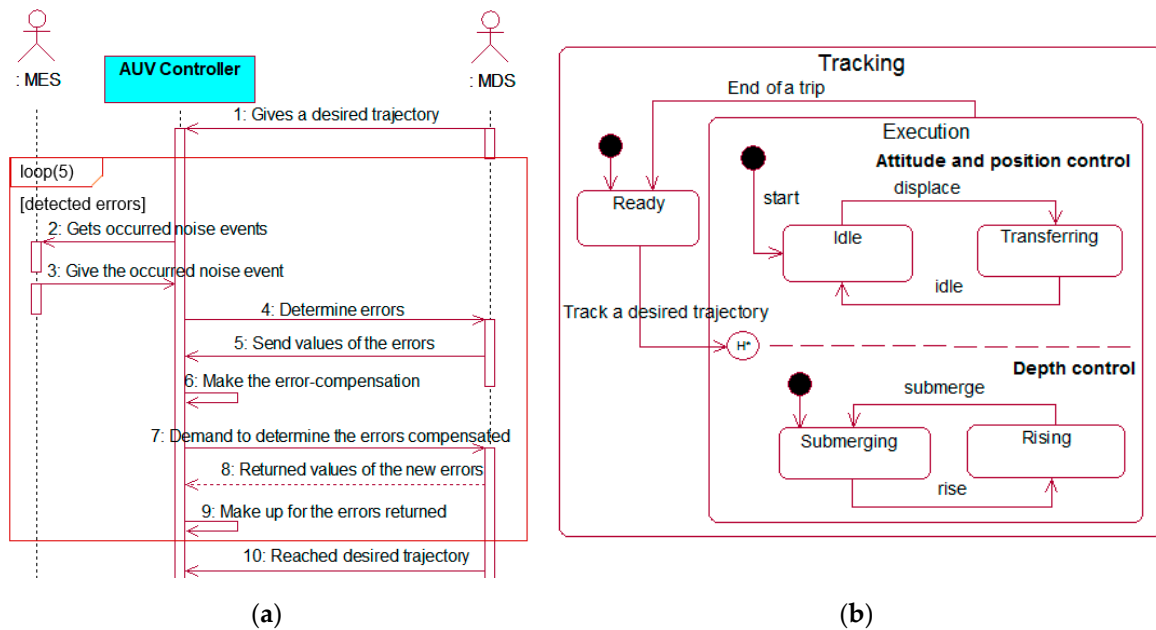 : MES
AUV Controller
: MDS
1: Gives a desired trajectory
loop(5)
[detected errors]
2: Gets occurred noise events
3: Give the occurred noise event
4: Determine errors
5: Send values of the errors
6: Make the error-compensation
7: Demand to determine the errors compensated
8: Returned values of the new errors
9: Make up for the errors returned
10: Reached desired trajectory
(a)
Tracking
End of a trip
Execution
Attitude and position control
Ready
start
displace
Idle
Transferring
idle
Track a desired trajectory
H*
Depth control
submerge
Submerging
Rising
rise
(b)